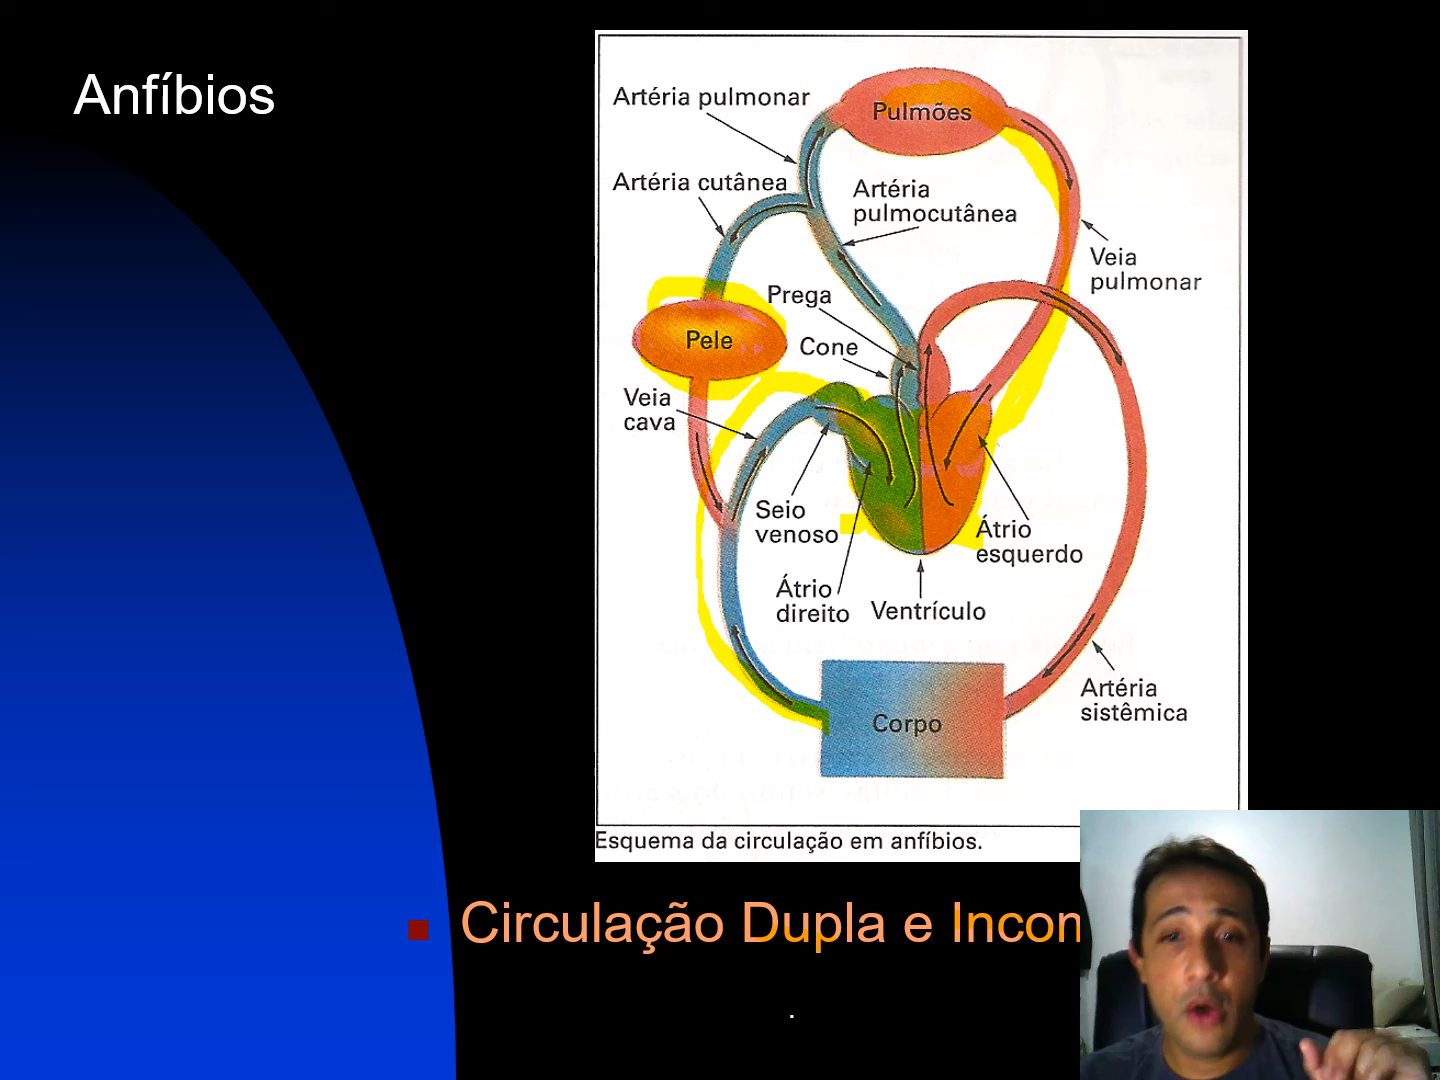 Anfíbios
Artéria pulmonar
Pulmões
Artéria cutânea
Artéria
pulmocutânea
Veia
pulmonar
Prega
Pele
Cone
Veia
cava
Seio
venoso
Átrio
esquerdo
Átrio
direito
Ventrículo
Artéria
sistêmica
Corpo
Esquema da circulação em anfíbios.
Circulação Dupla e Incom
.